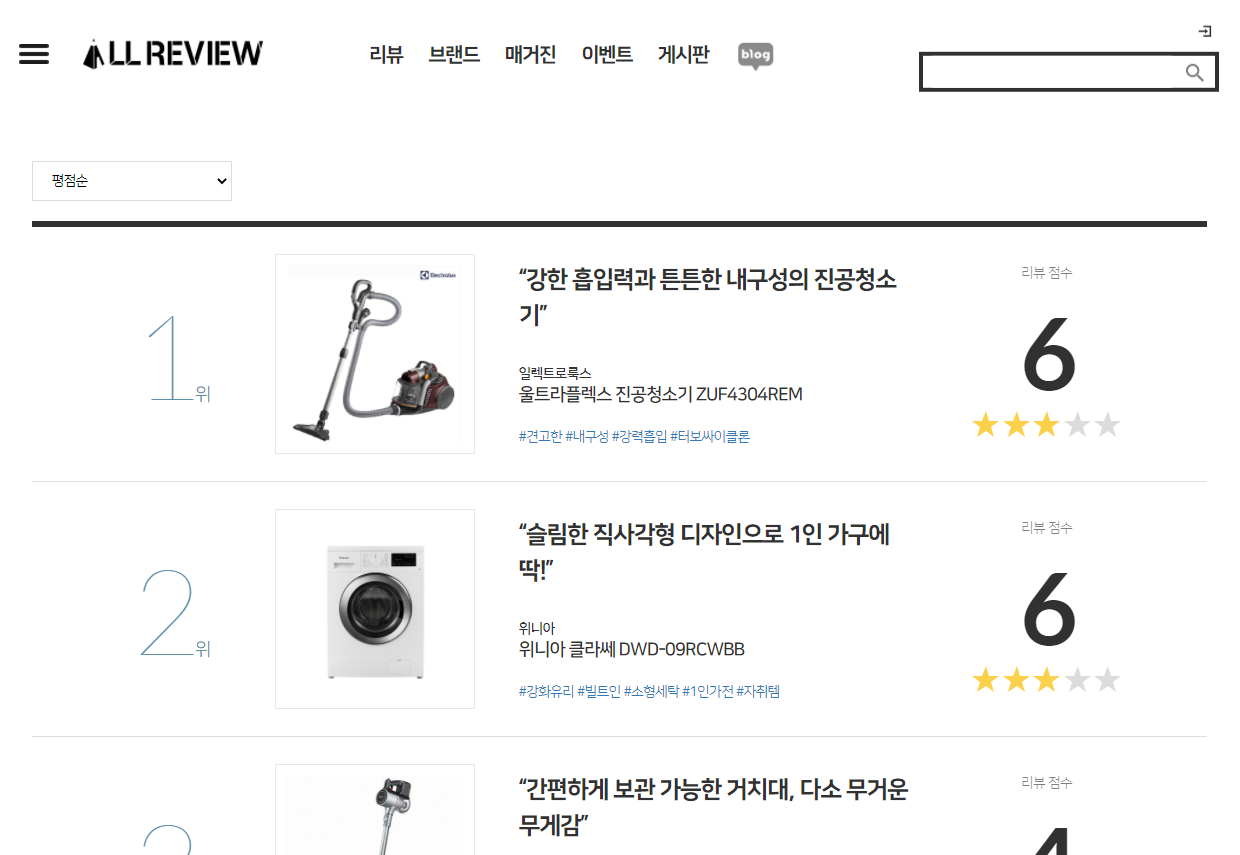 ALL REVIEW
리뷰 브랜드 매거진 이벤트 게시판 blog
평점순
1위
Electrolux
“강한 흡입력과 튼튼한 내구성의 진공청소
기”
일렉트로룩스
울트라플렉스 진공청소기 ZUF4304REM
#견고한 #내구성 #강력흡입 #터보싸이클론
리뷰 점수
6
2위
“슬림한 직사각형 디자인으로 1인 가구에
딱!”
위니아
위니아 클라쎄 DWD-09RCWBB
#강화유리 #빌트인 #소형세탁 #1인가전 #자취템
리뷰 점수
6
“간편하게 보관 가능한 거치대, 다소 무거운
무게감”
리뷰 점수